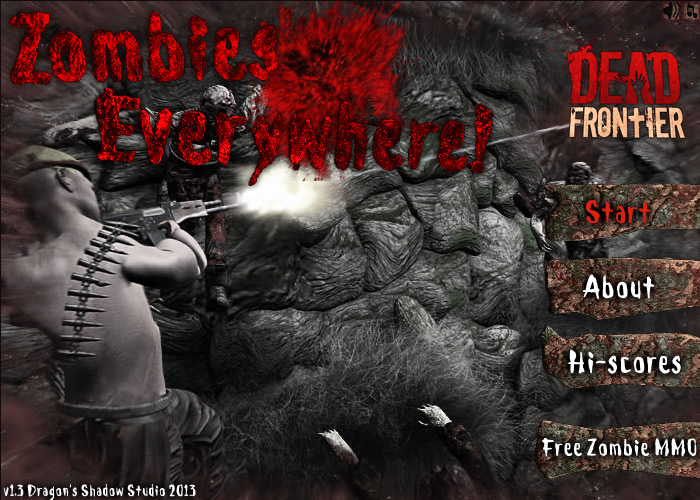 Zombies
Everywhere!
DEAD
FRONTIER
Start
About
Hi-scores
Free Zombie MMO
v1.3 Dragon's Shadow Studio 2013